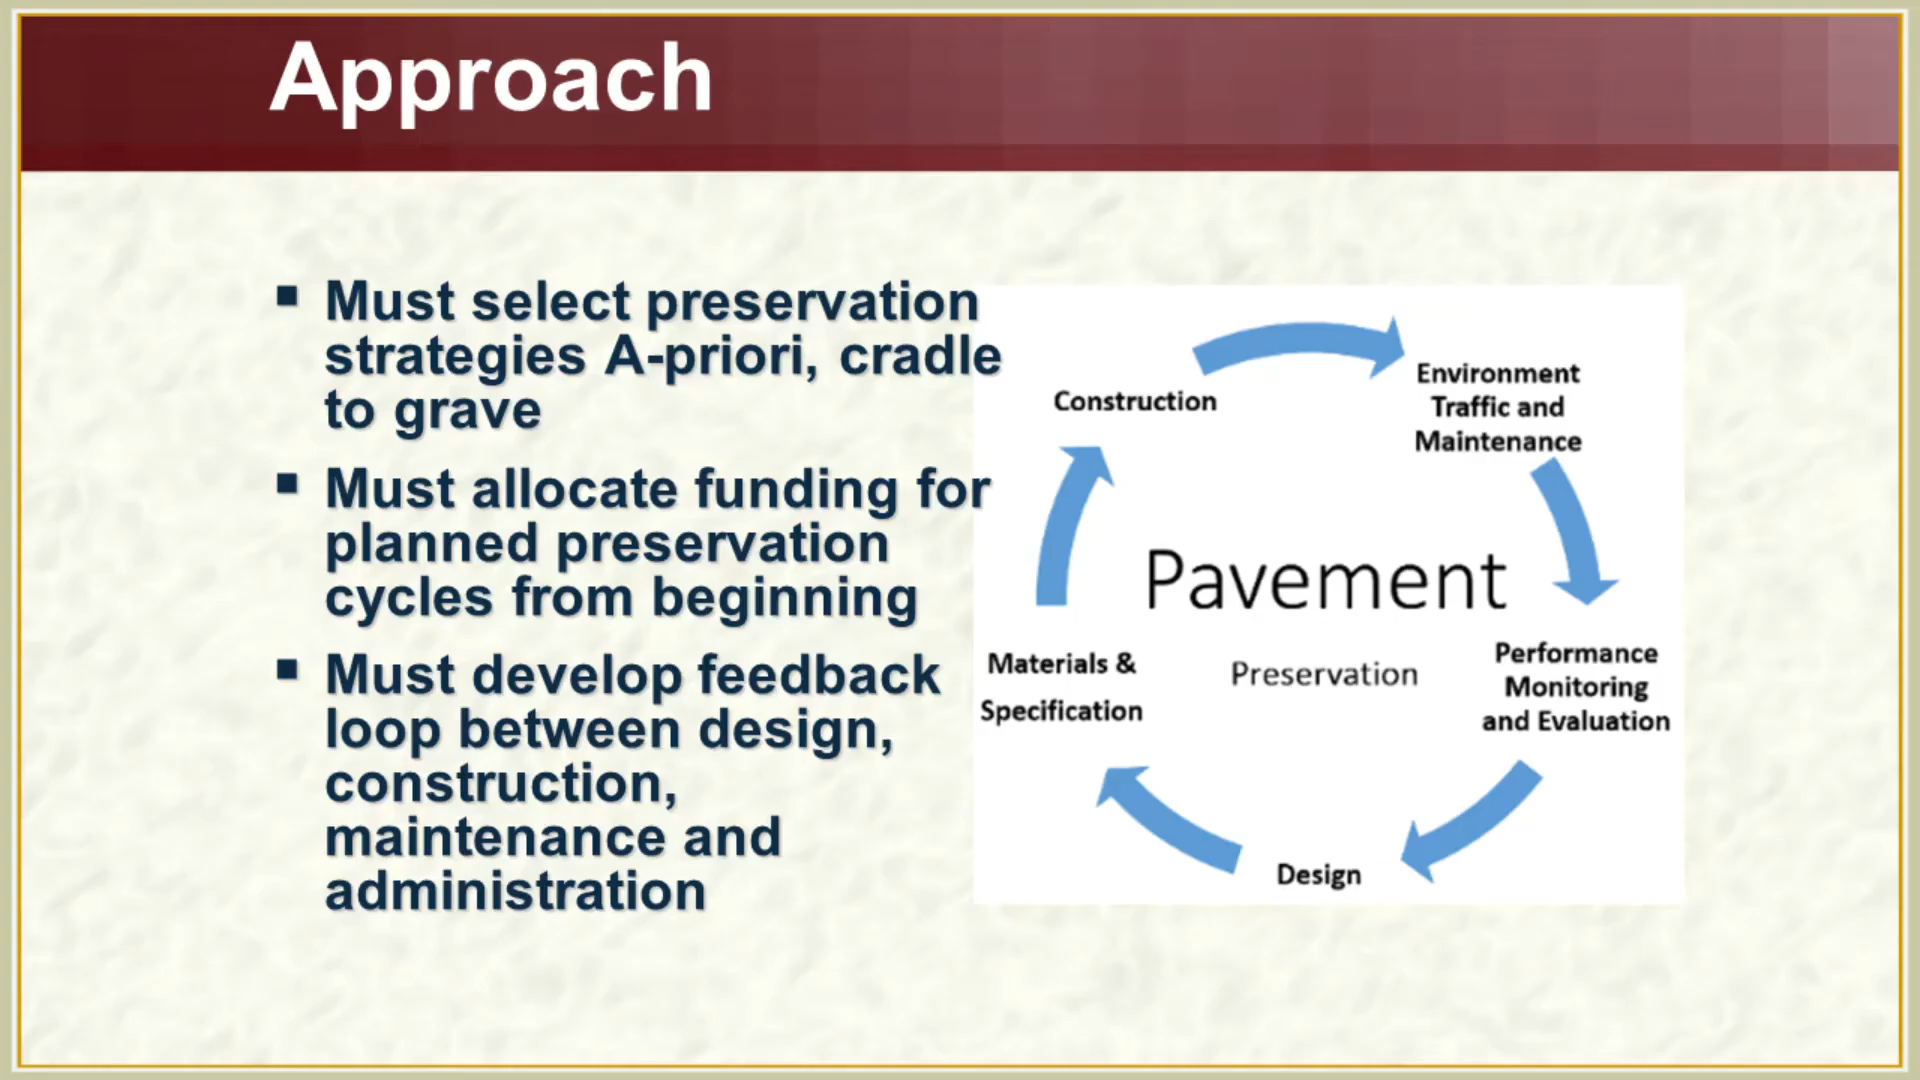 Approach
▪ Must select preservation
strategies A-priori, cradle
to grave
▪ Must allocate funding for
planned preservation
cycles from beginning
▪ Must develop feedback
loop between design,
construction,
maintenance and
administration
Construction
Environment
Traffic and
Maintenance
Pavement
Preservation
Materials &
Specification
Performance
Monitoring
and Evaluation
Design